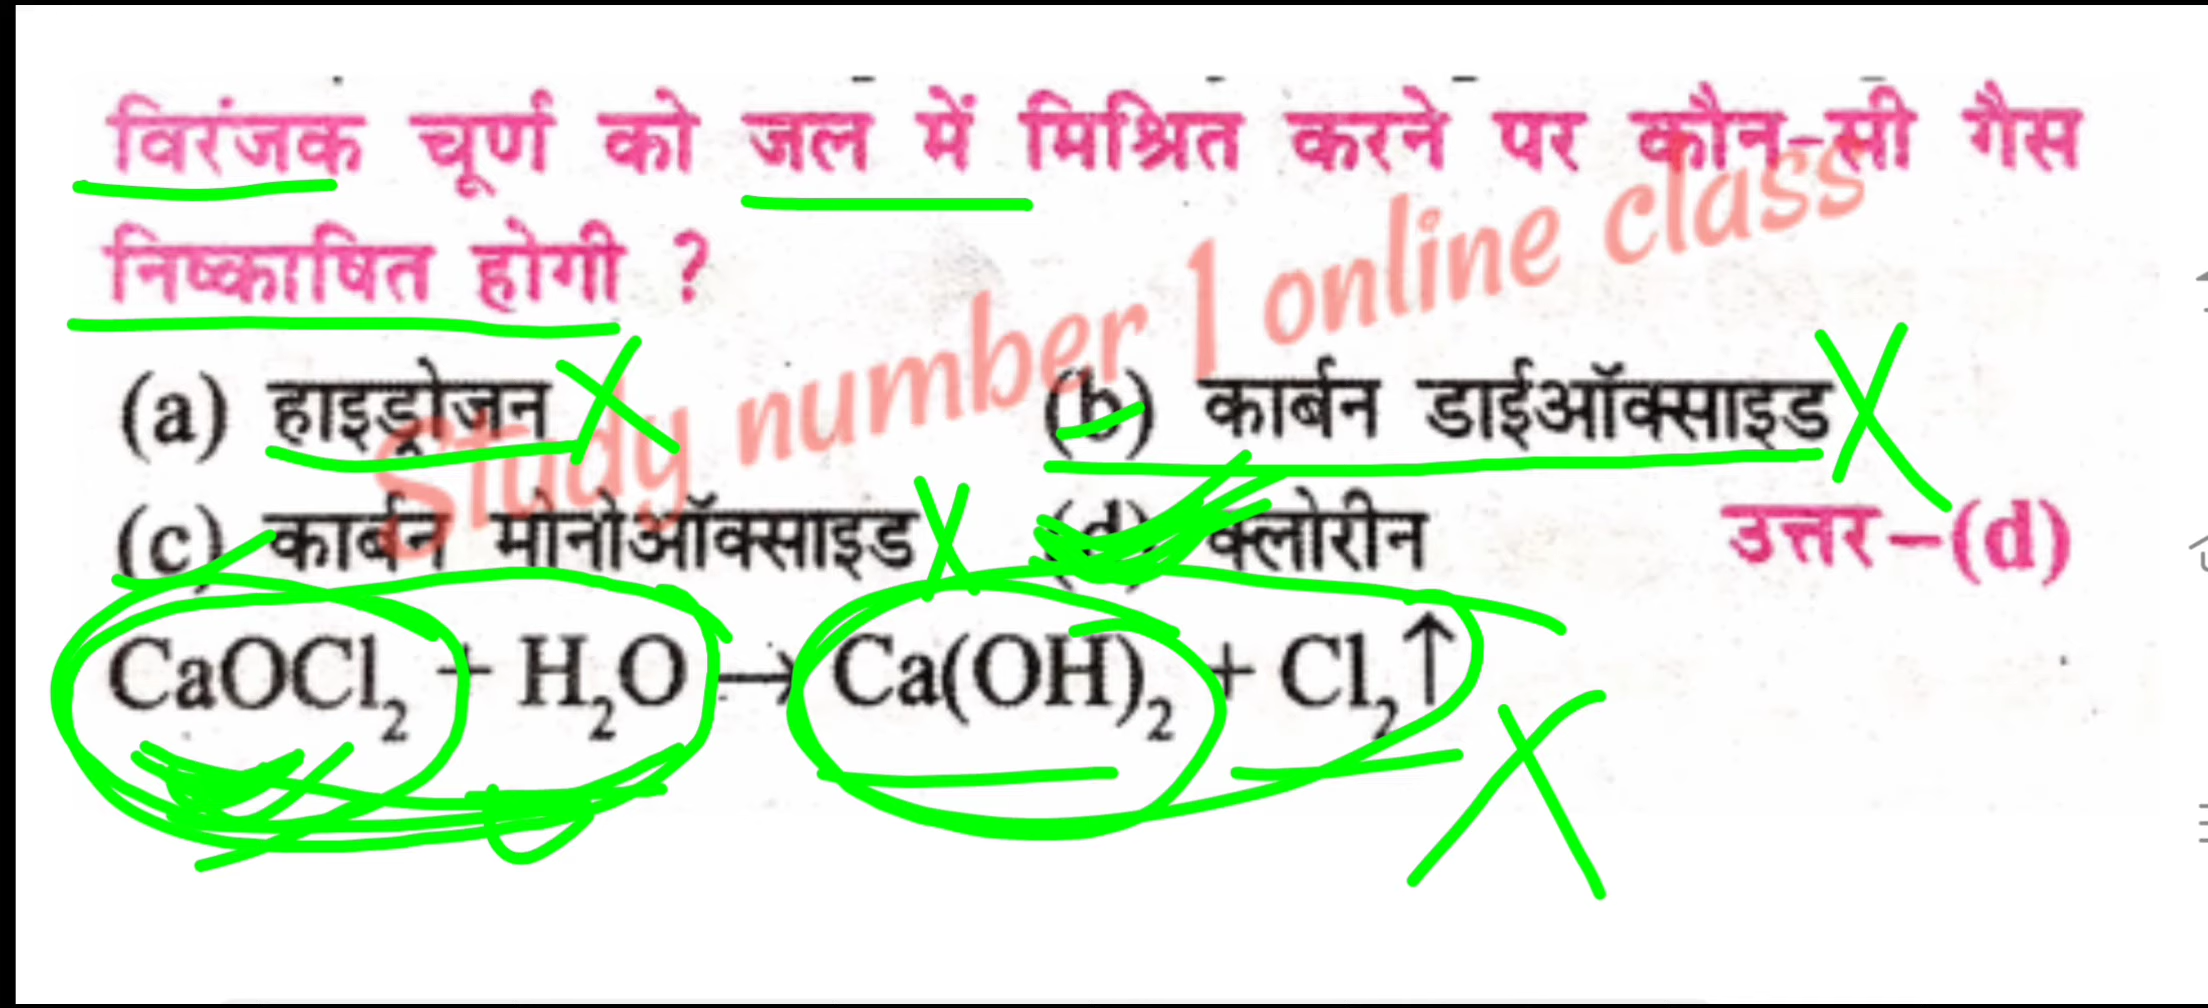 विरंजक चूर्ण को जल में मिश्रित करने पर कौन-सी गैस
निष्काषित होगी ?
(a) हाइड्रोजन (b) कार्बन डाईऑक्साइड
(c) कार्बन मोनोऑक्साइड (d) क्लोरीन उत्तर–(d)
CaOCl₂ + H₂O → Ca(OH)₂ + Cl₂↑
Study number 1 online class